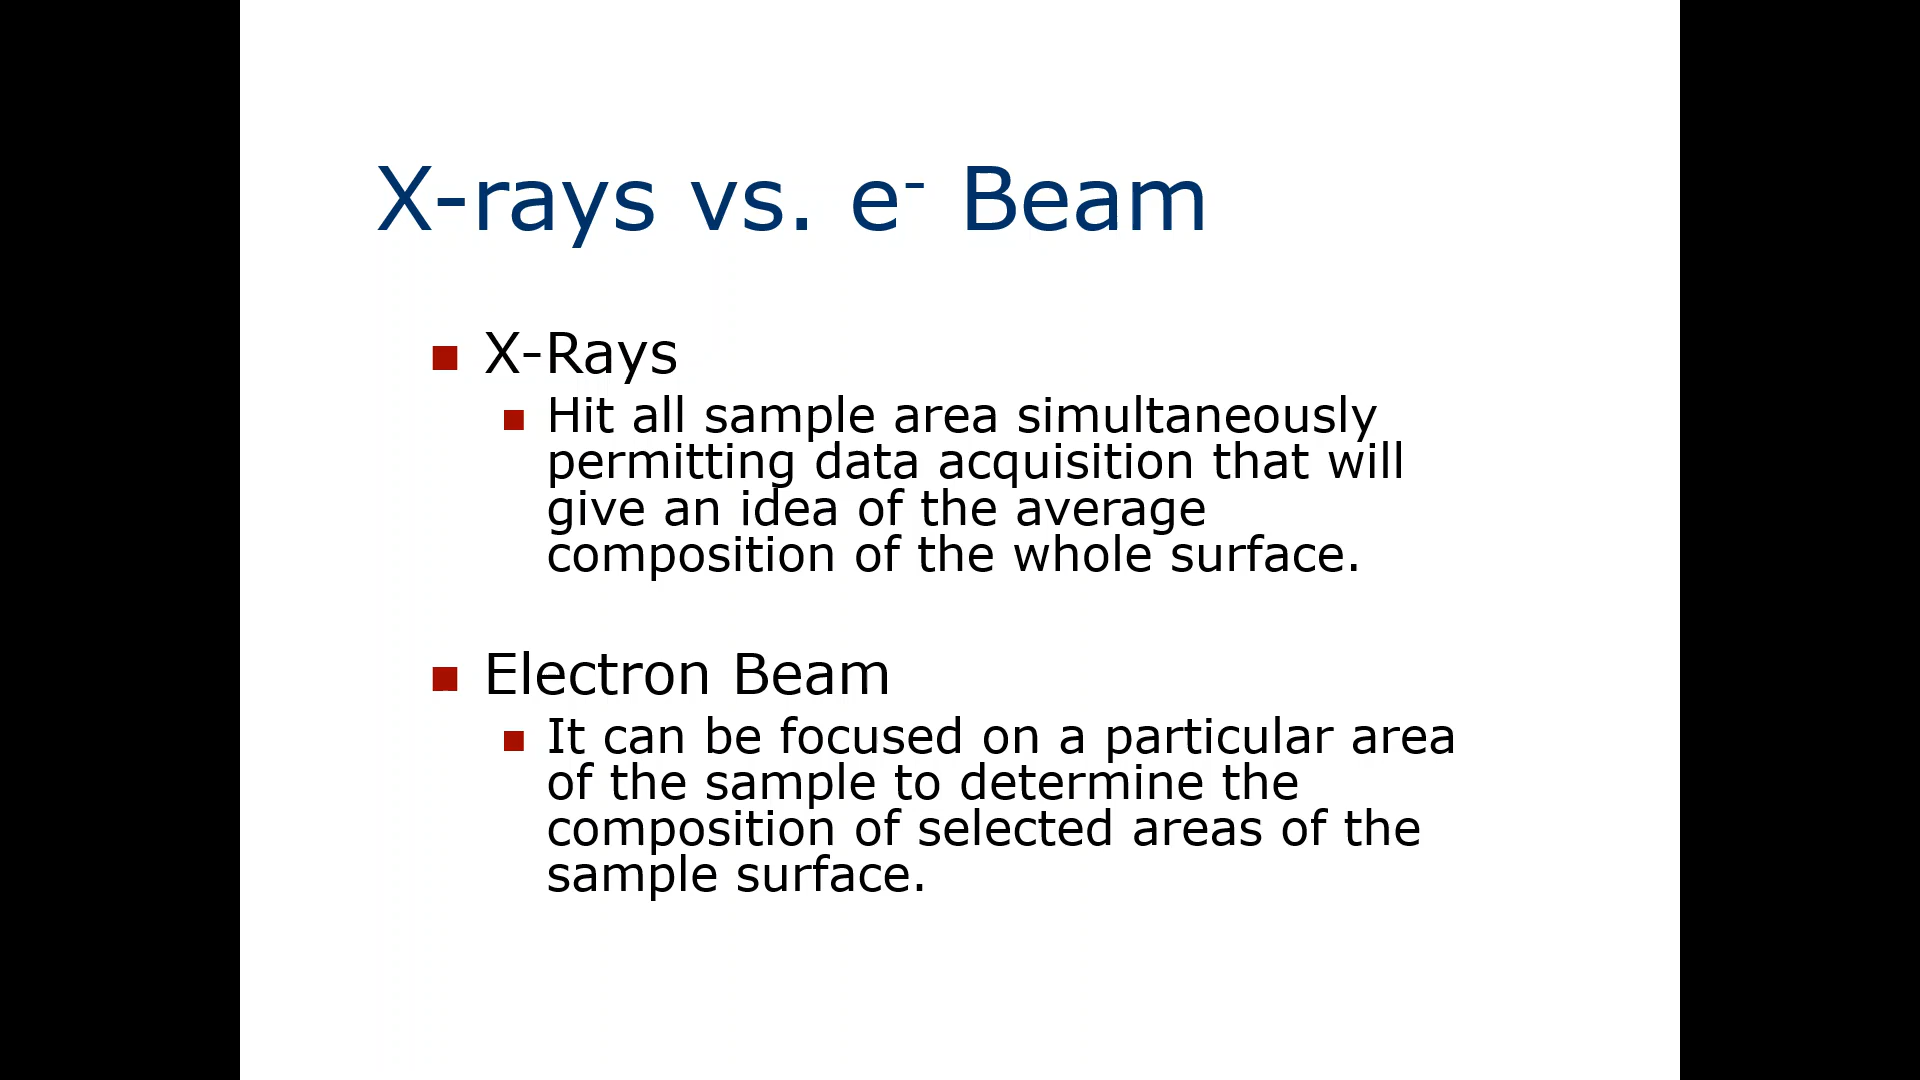 X-rays vs. e- Beam
X-Rays
Hit all sample area simultaneously
permitting data acquisition that will
give an idea of the average
composition of the whole surface.
Electron Beam
It can be focused on a particular area
of the sample to determine the
composition of selected areas of the
sample surface.